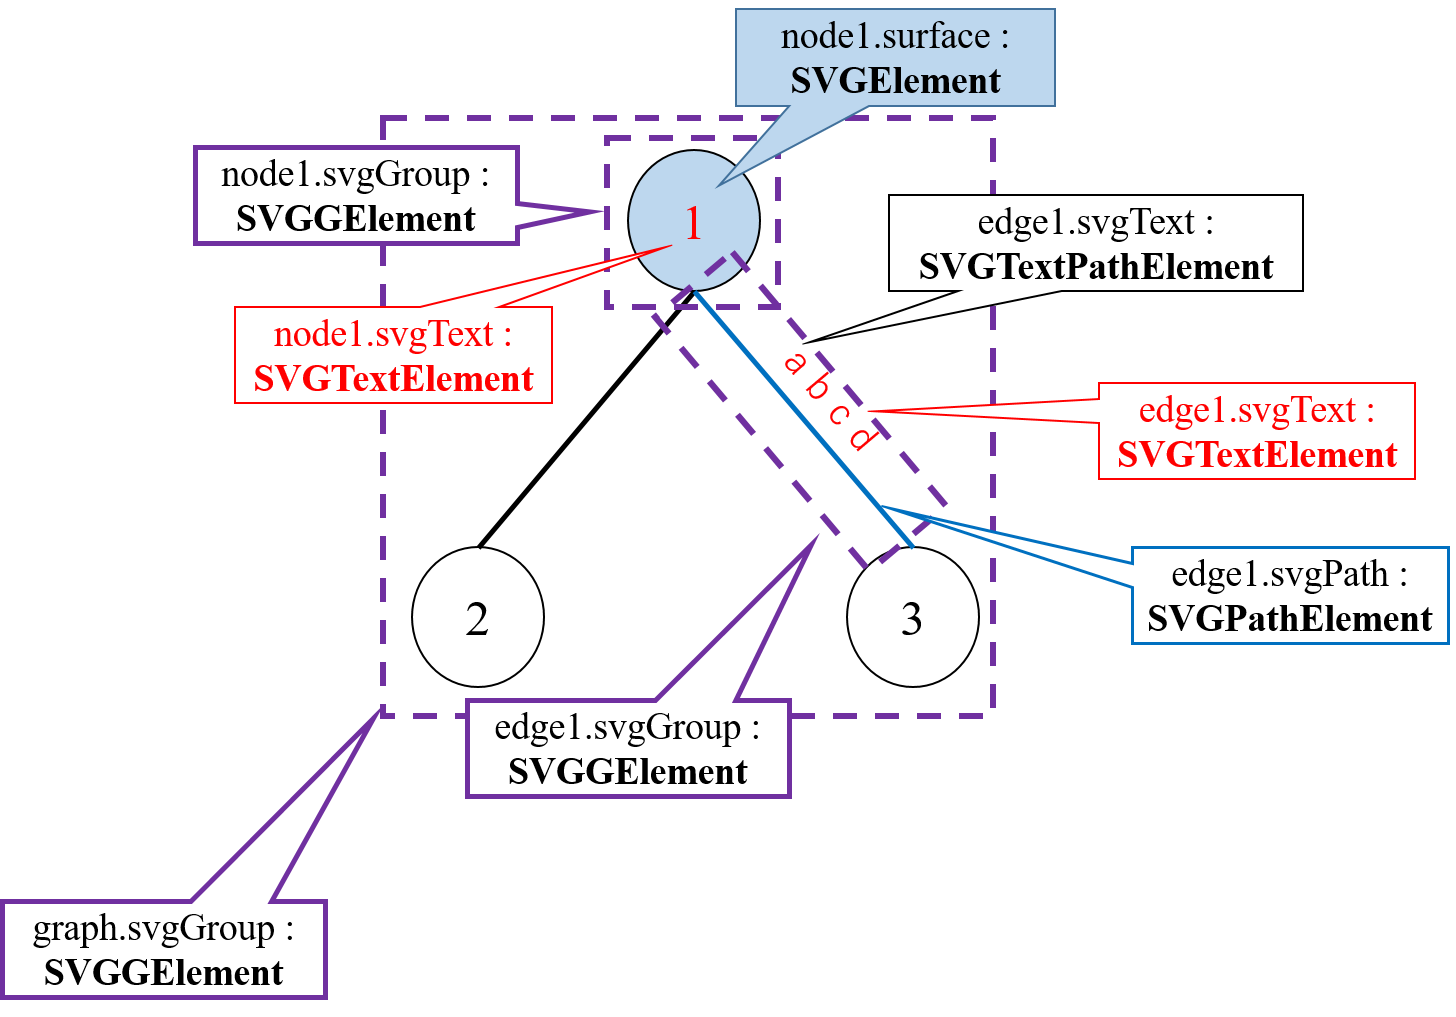 node1.surface :
SVGElement
node1.svgGroup :
SVGGElement
1
edge1.svgText :
SVGTextPathElement
node1.svgText :
SVGTextElement
a b c d
edge1.svgText :
SVGTextElement
edge1.svgPath :
SVGPathElement
2
3
edge1.svgGroup :
SVGGElement
graph.svgGroup :
SVGGElement